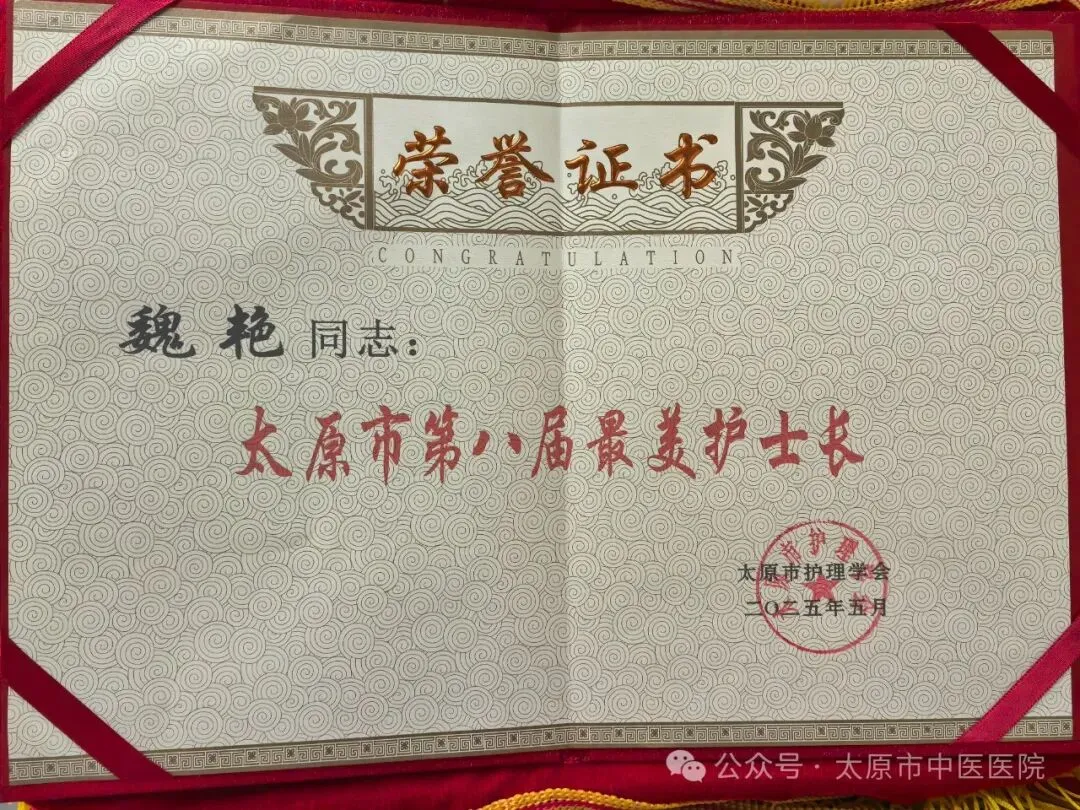 荣誉证书
CONGRATULATION
魏艳同志：
太原市第八届最美护士长
太原市护理学会
二〇二五年五月
公众号·太原市中医医院